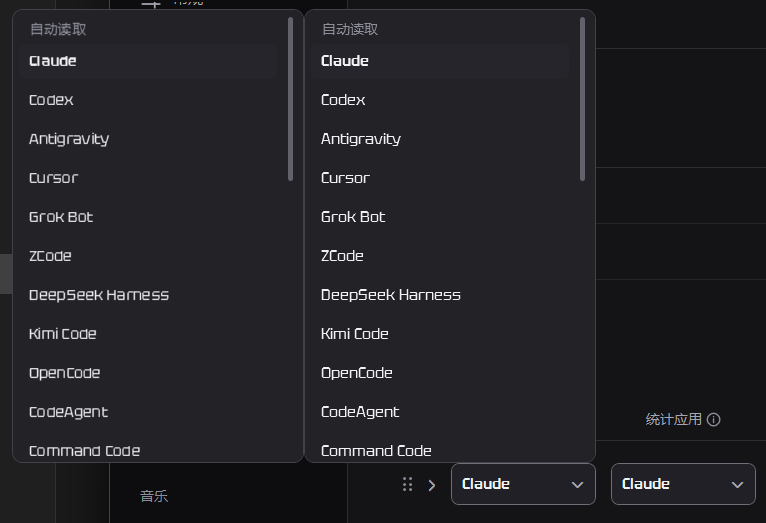 自动读取
Claude
Codex
Antigravity
Cursor
Grok Bot
ZCode
DeepSeek Harness
Kimi Code
OpenCode
CodeAgent
Command Code
自动读取
Claude
Codex
Antigravity
Cursor
Grok Bot
ZCode
DeepSeek Harness
Kimi Code
OpenCode
CodeAgent
Command Code
统计应用
音乐
Claude
Claude